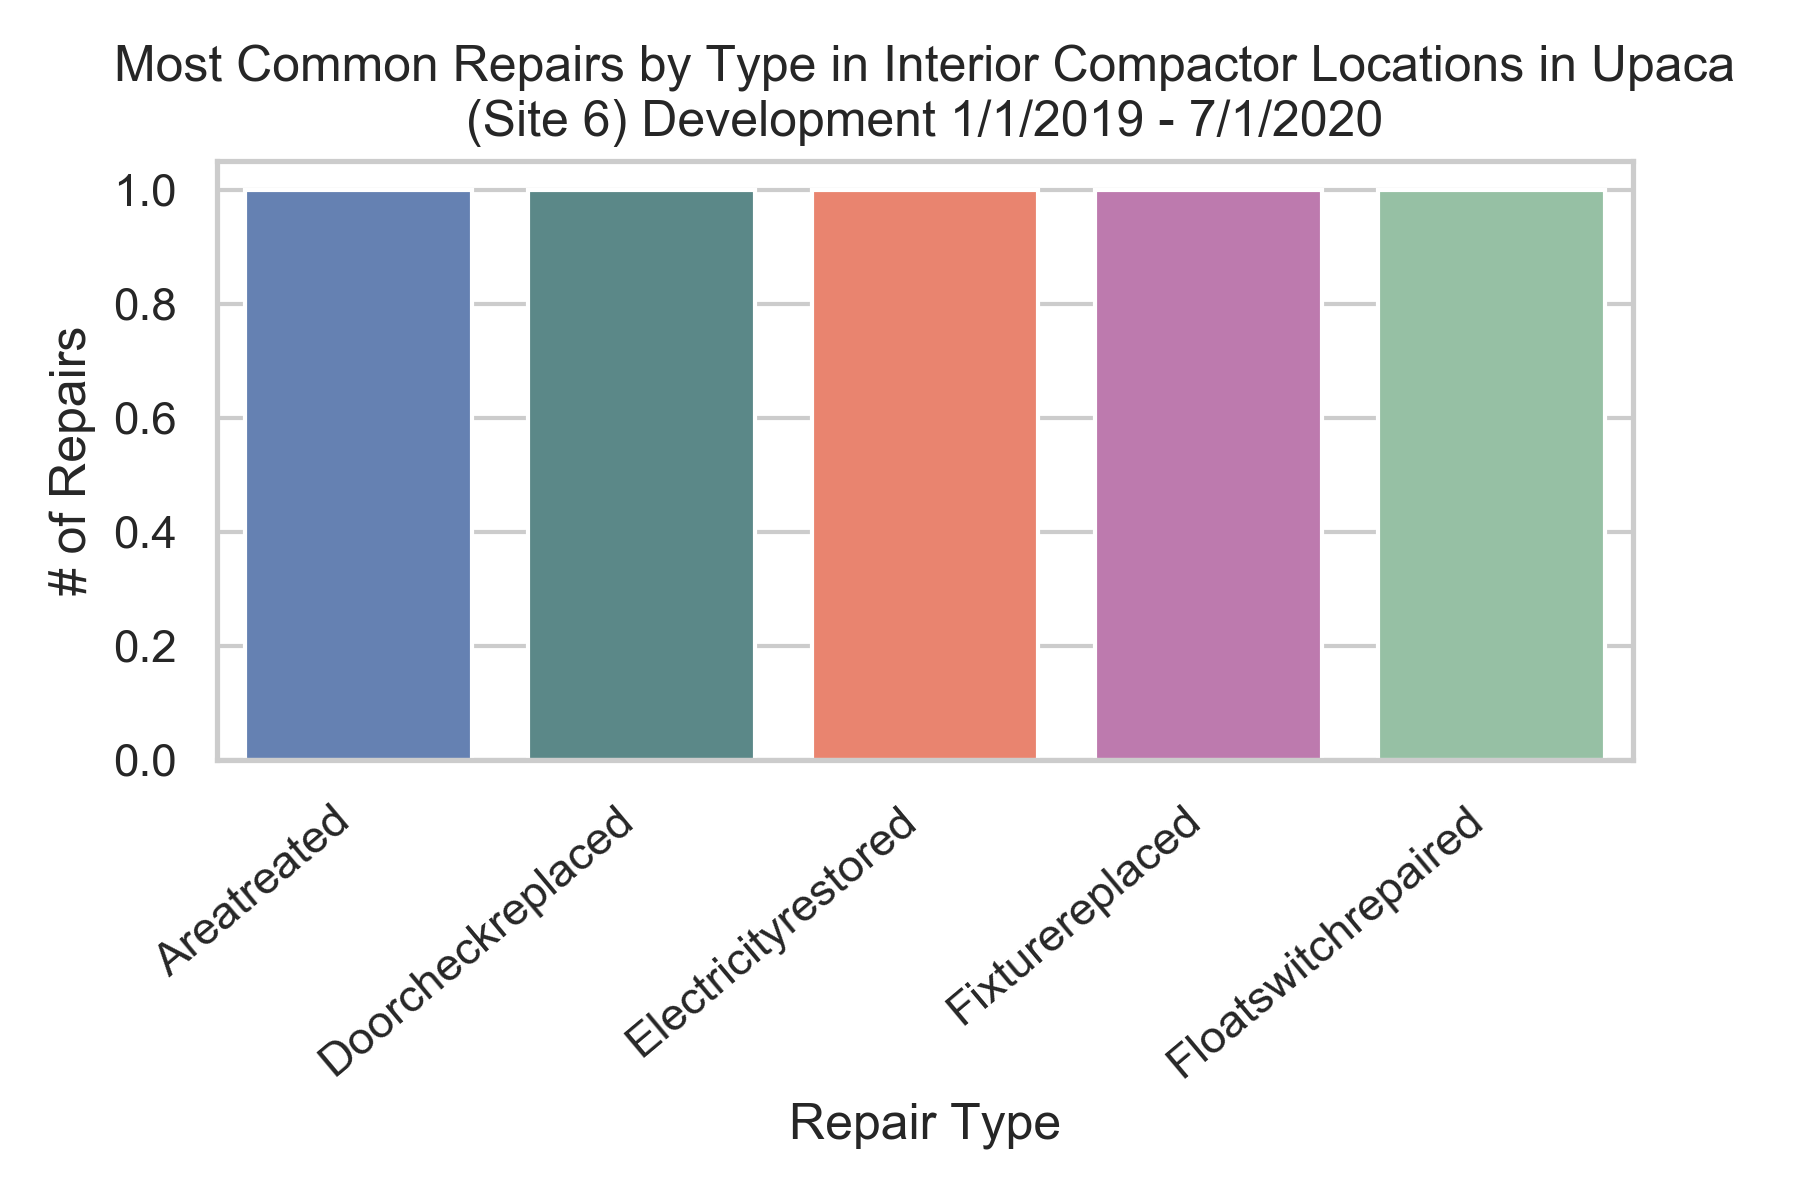 Most Common Repairs by Type in Interior Compactor Locations in Upaca
(Site 6) Development 1/1/2019 - 7/1/2020
1.0
0.8
0.6
0.4
0.2
0.0
# of Repairs
Areatreated
Doorcheckreplaced
Electricityrestored
Fixturereplaced
Floatswitchrepaired
Repair Type